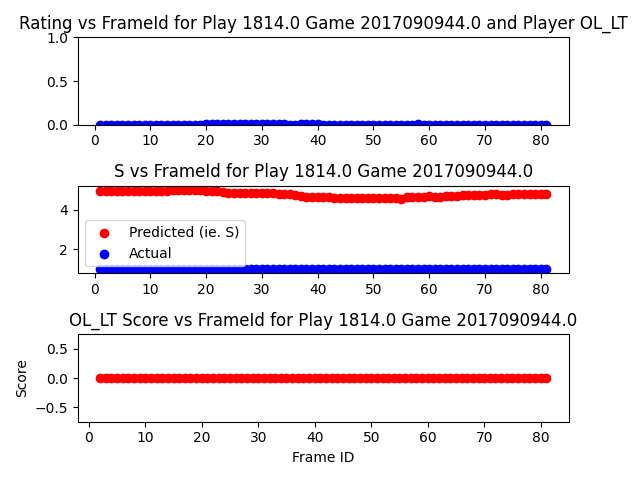 Rating vs FrameId for Play 1814.0 Game 2017090944.0 and Player OL_LT
1.0
0.5
0.0
0 10 20 30 40 50 60 70 80
S vs FrameId for Play 1814.0 Game 2017090944.0
4
2
Predicted (ie. S)
Actual
0 10 20 30 40 50 60 70 80
OL_LT Score vs FrameId for Play 1814.0 Game 2017090944.0
Score
0.5
0.0
−0.5
0 10 20 30 40 50 60 70 80
Frame ID